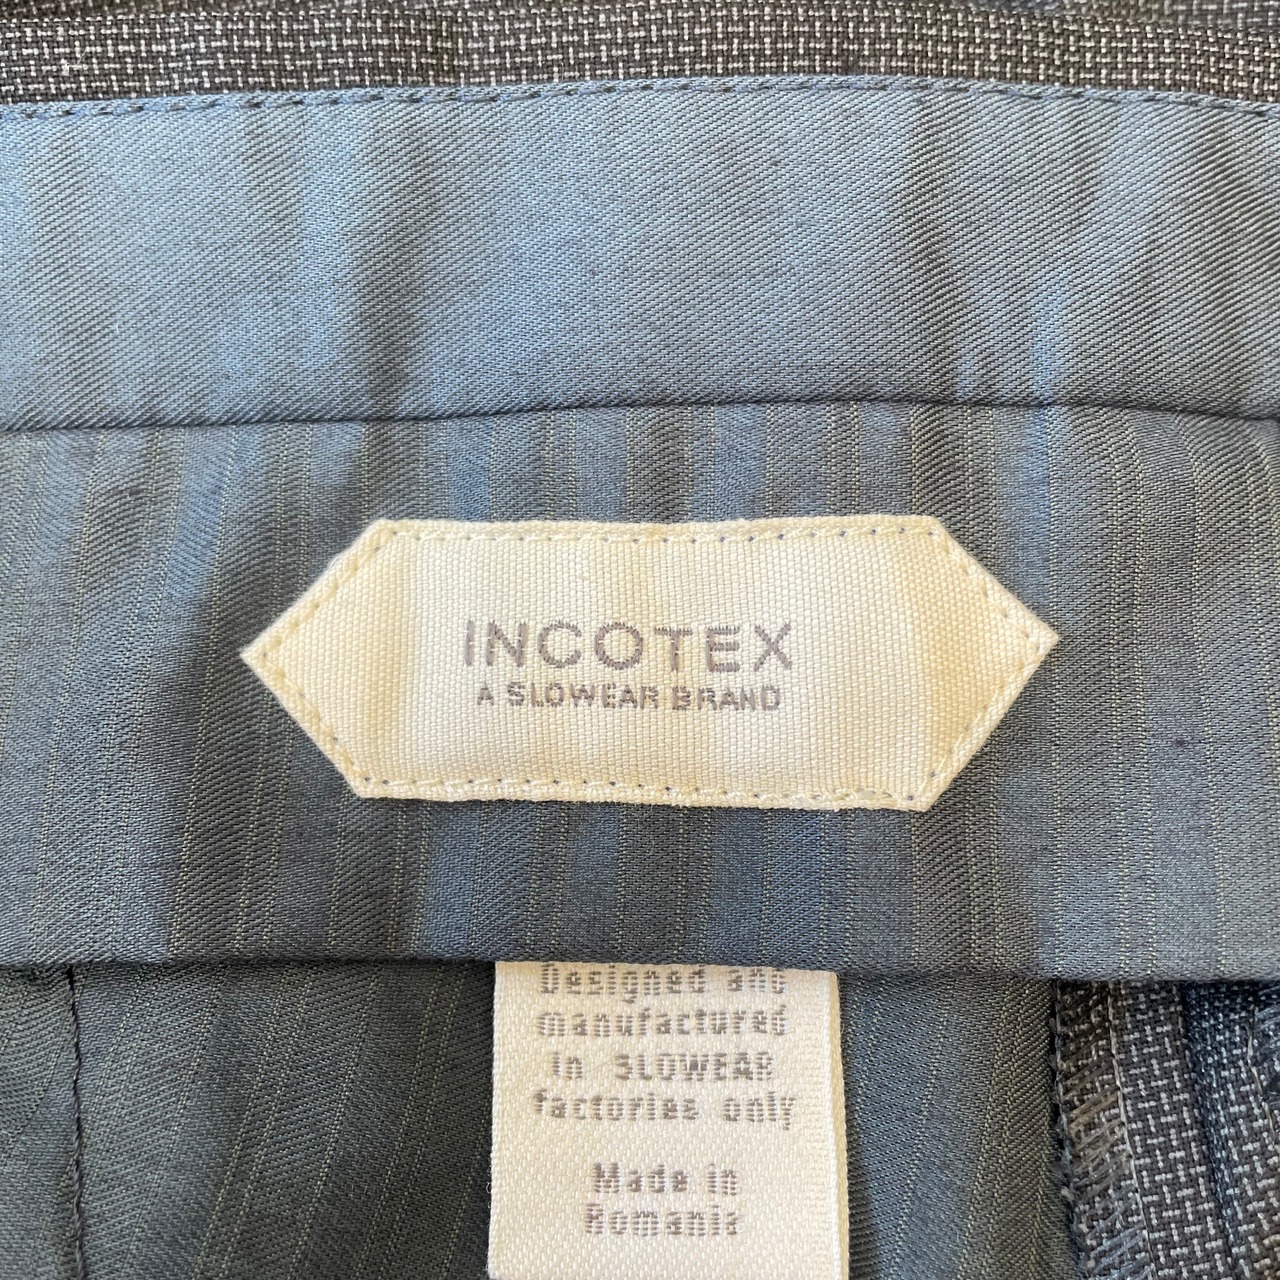 INCOTEX
A SLOWEAR BRAND
Designed and
manufactured
in SLOWEAR
factories only
Made in
Romania